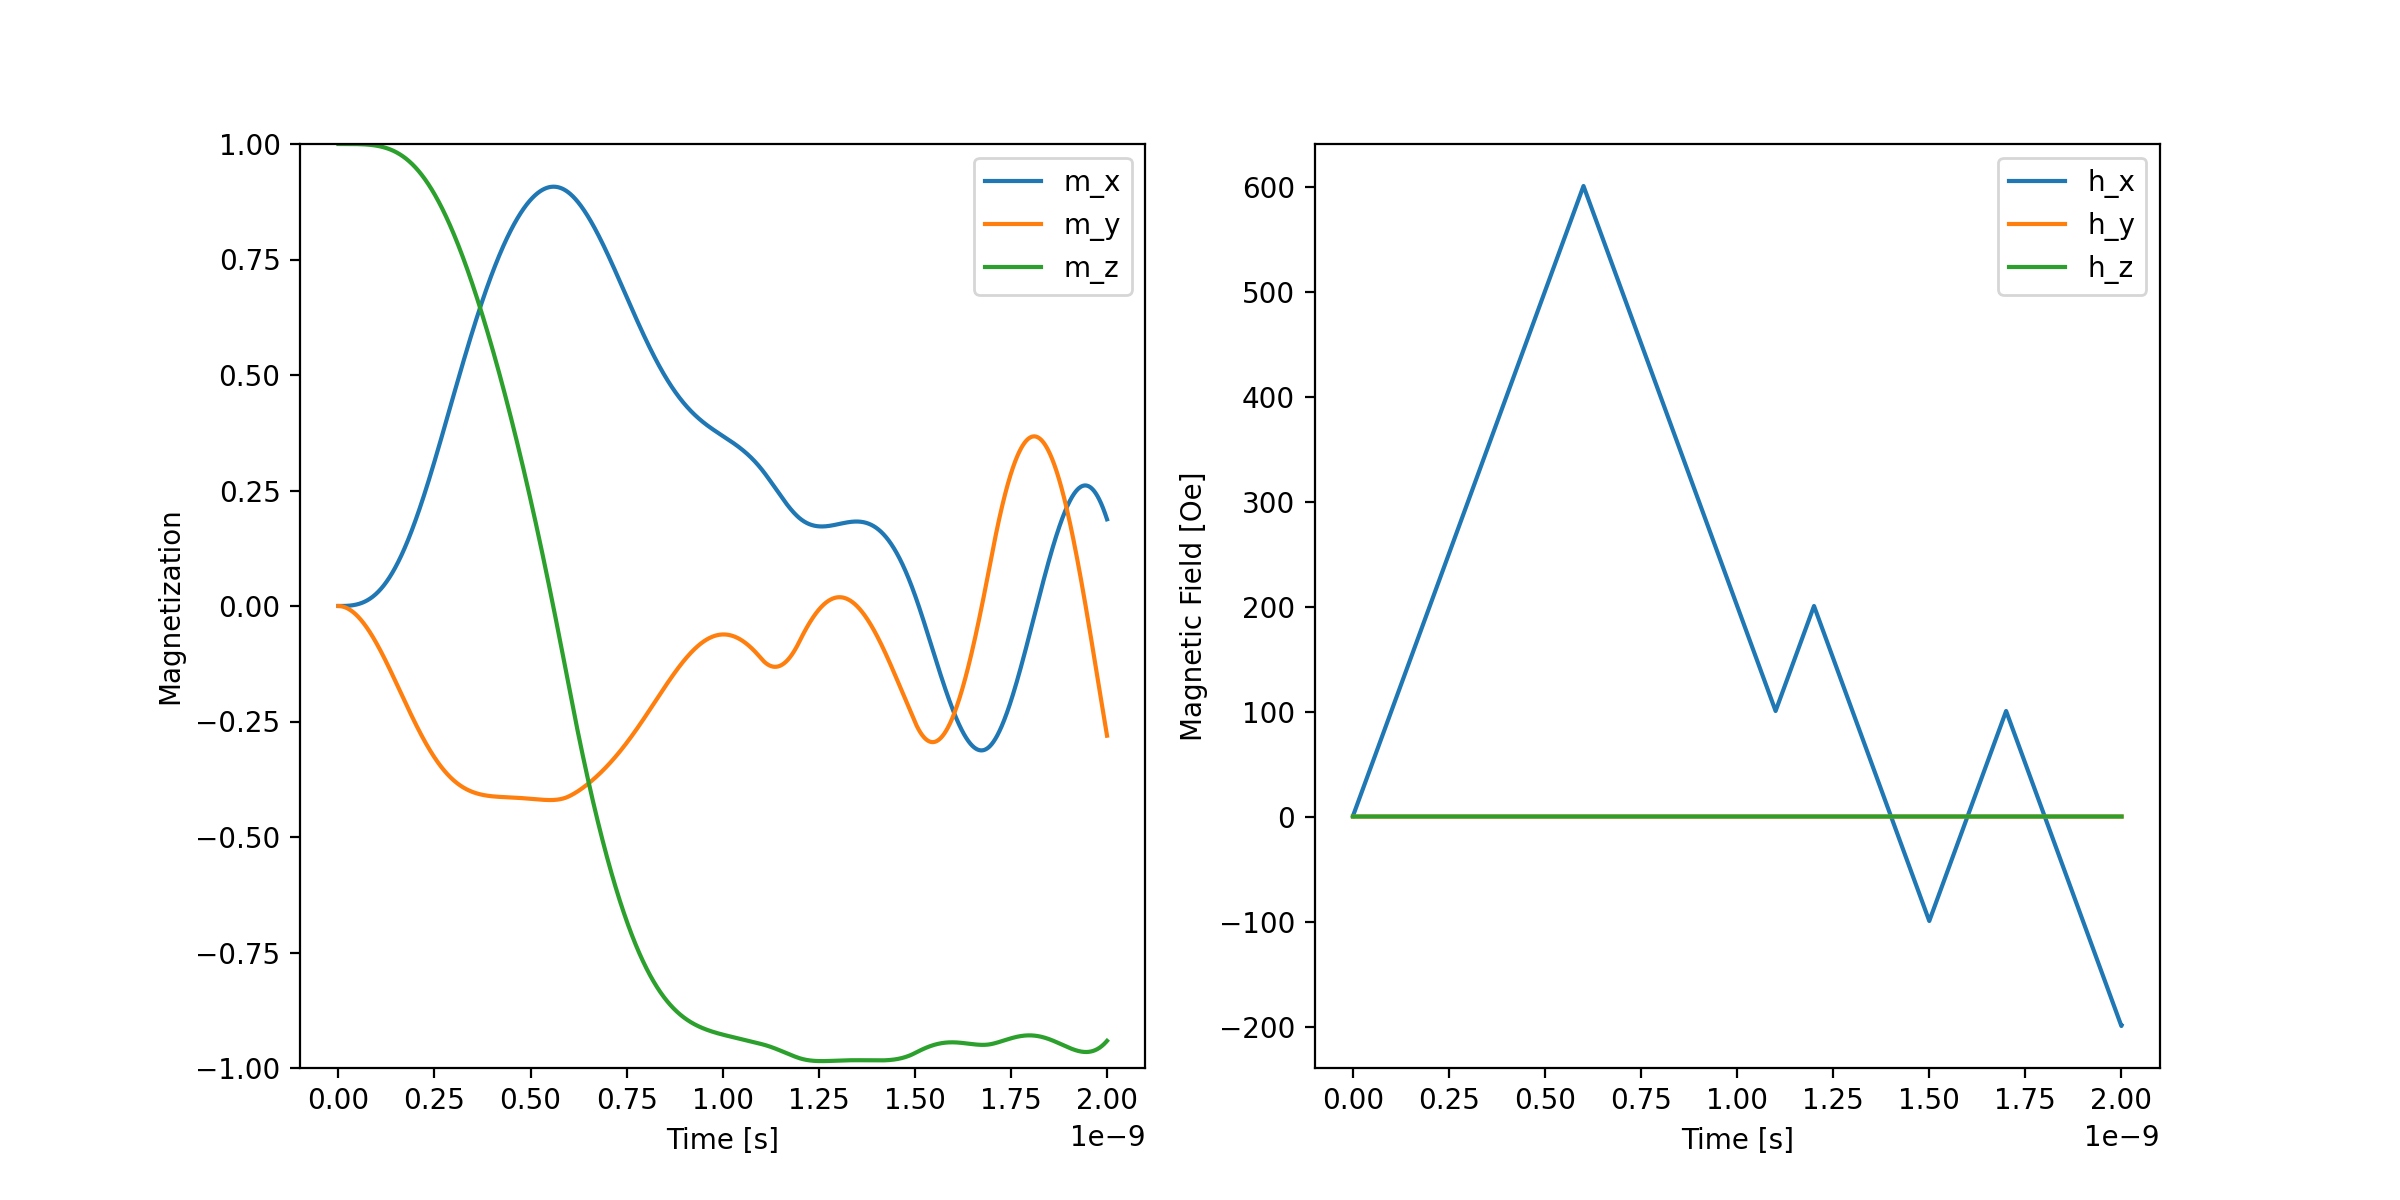 Magnetization
1.00
0.75
0.50
0.25
0.00
−0.25
−0.50
−0.75
−1.00
m_x
m_y
m_z
0.00 0.25 0.50 0.75 1.00 1.25 1.50 1.75 2.00
Time [s]
1e−9
Magnetic Field [Oe]
600
500
400
300
200
100
0
−100
−200
h_x
h_y
h_z
0.00 0.25 0.50 0.75 1.00 1.25 1.50 1.75 2.00
Time [s]
1e−9